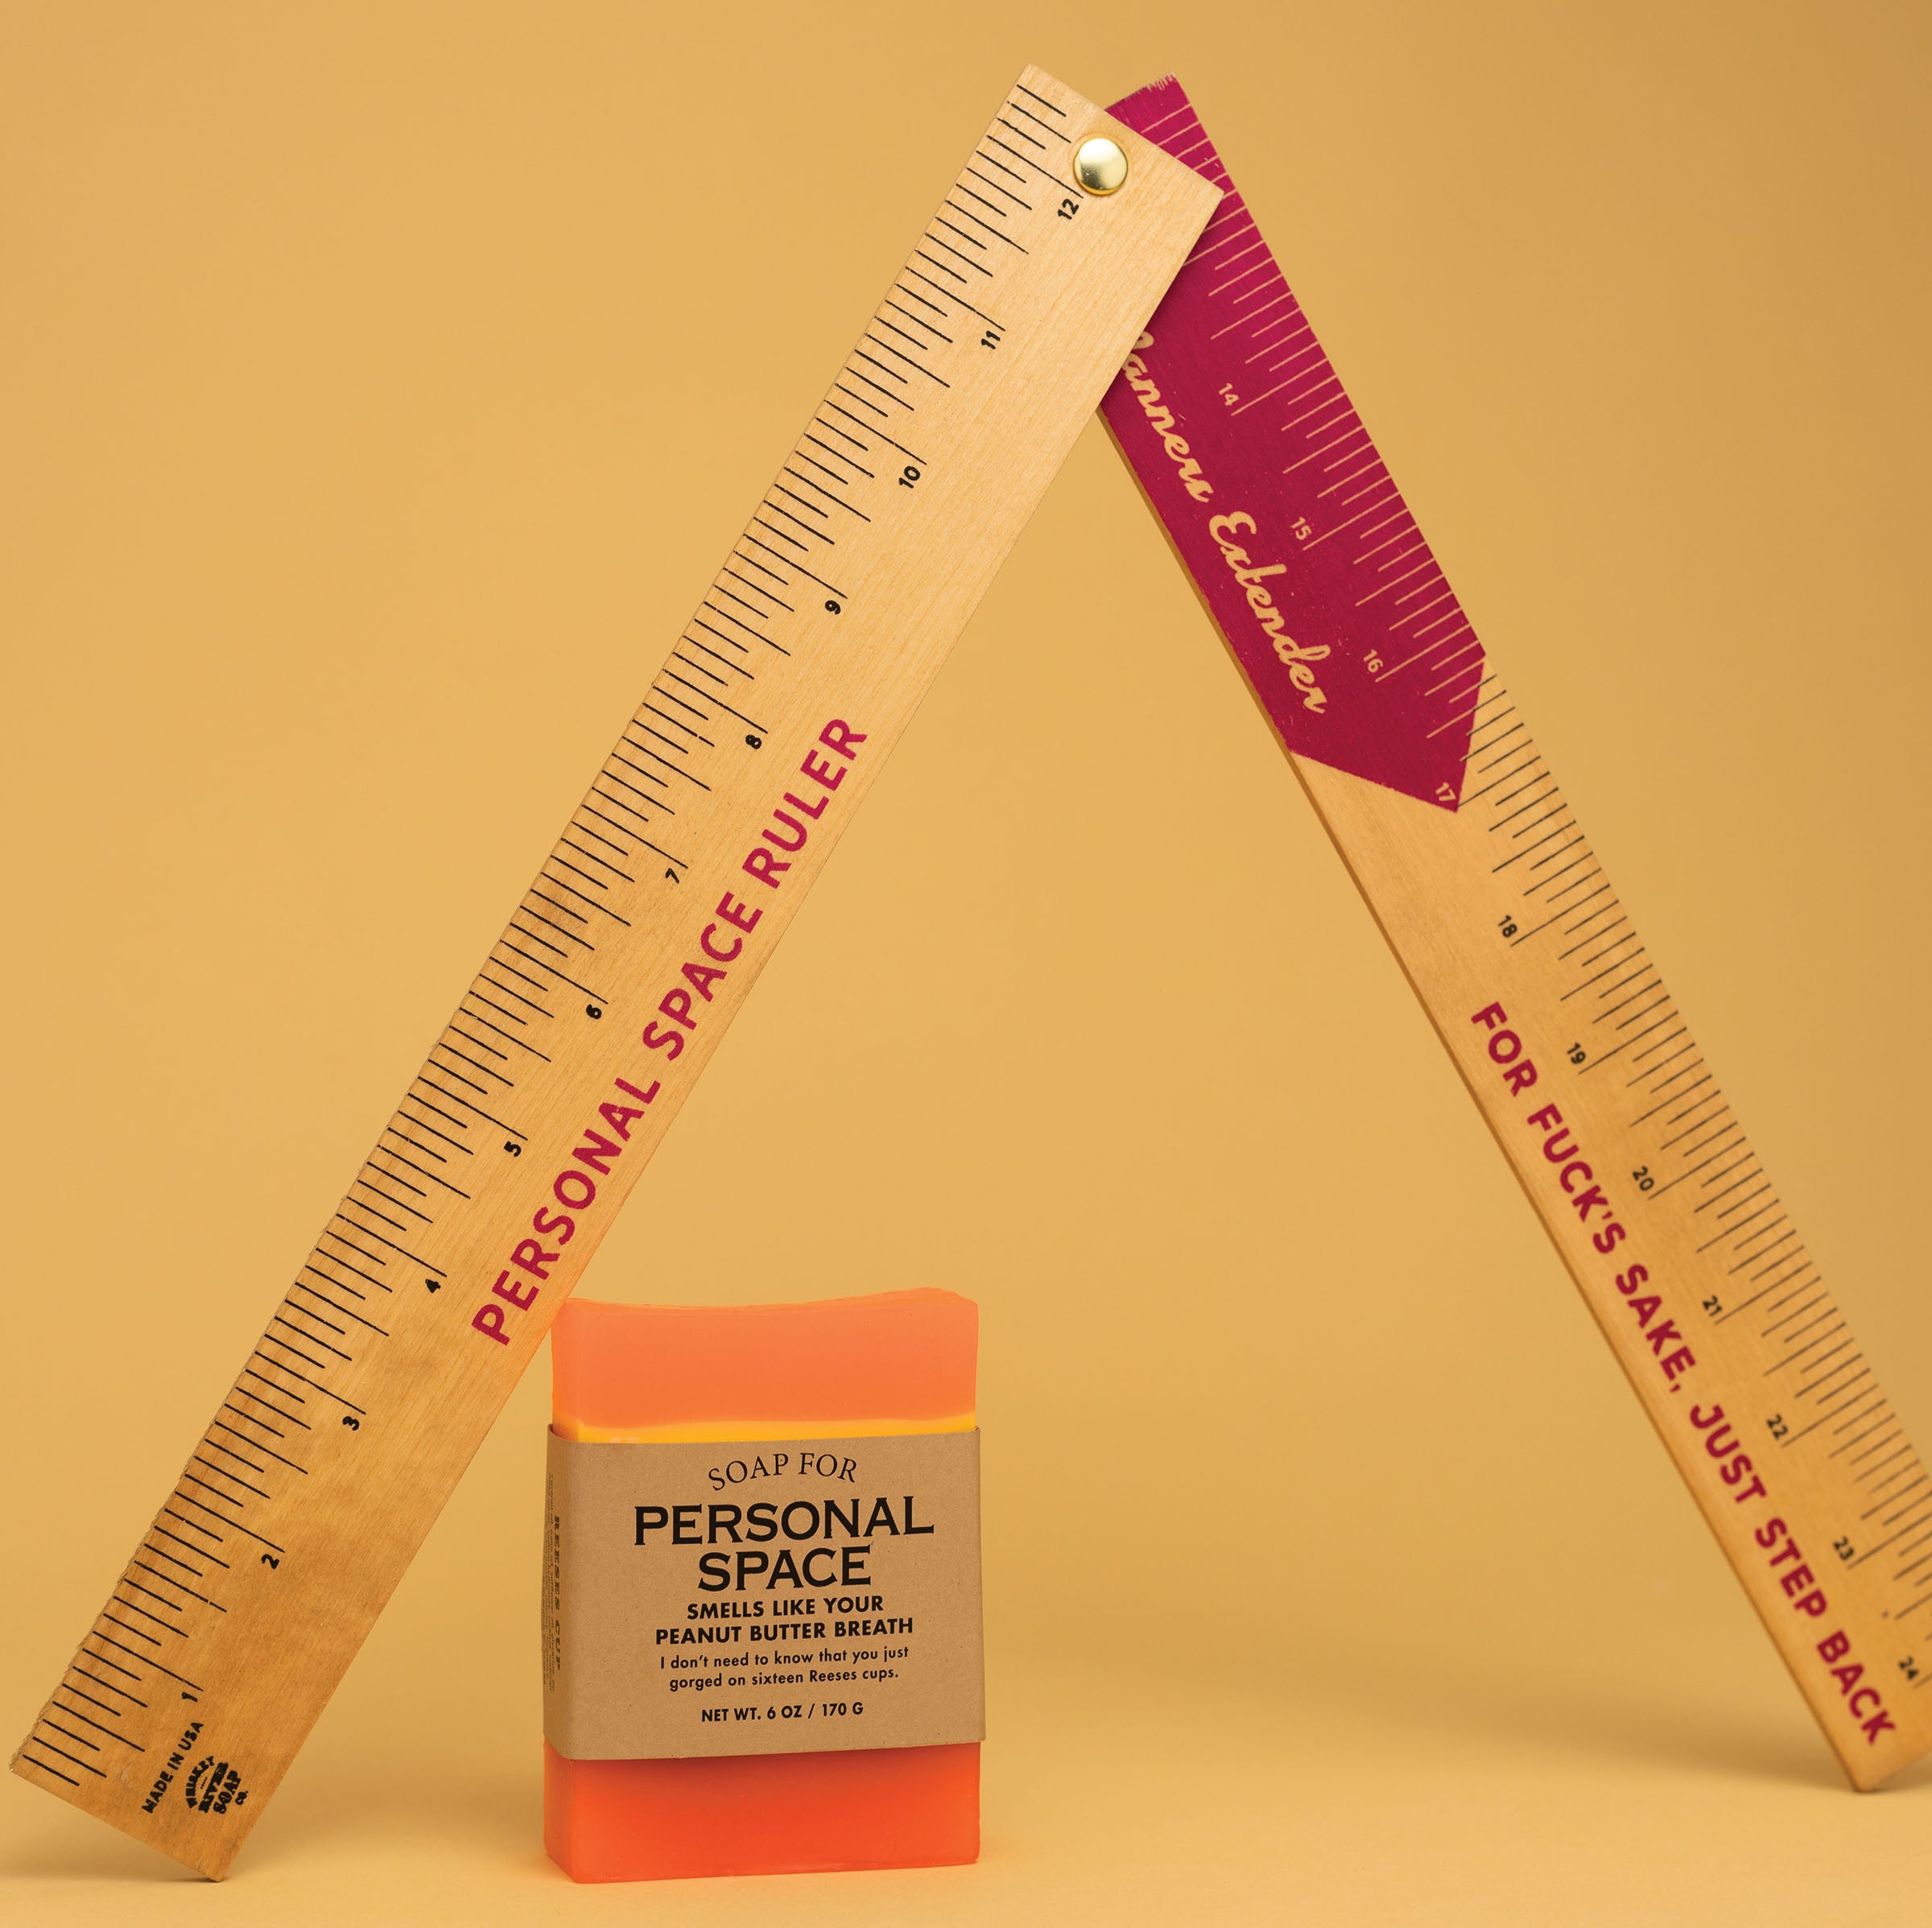 PERSONAL SPACE RULER
1 2 3 4 5 6 7 8 9 10 11 12
MADE IN USA
WHISKEY
RIVER
SOAP
CO.
anners Extender
14 15 16 17 18 19 20 21 22 23 24
FOR FUCK'S SAKE, JUST STEP BACK
SOAP FOR
PERSONAL
SPACE
SMELLS LIKE YOUR
PEANUT BUTTER BREATH
I don't need to know that you just
gorged on sixteen Reeses cups.
NET WT. 6 OZ / 170 G